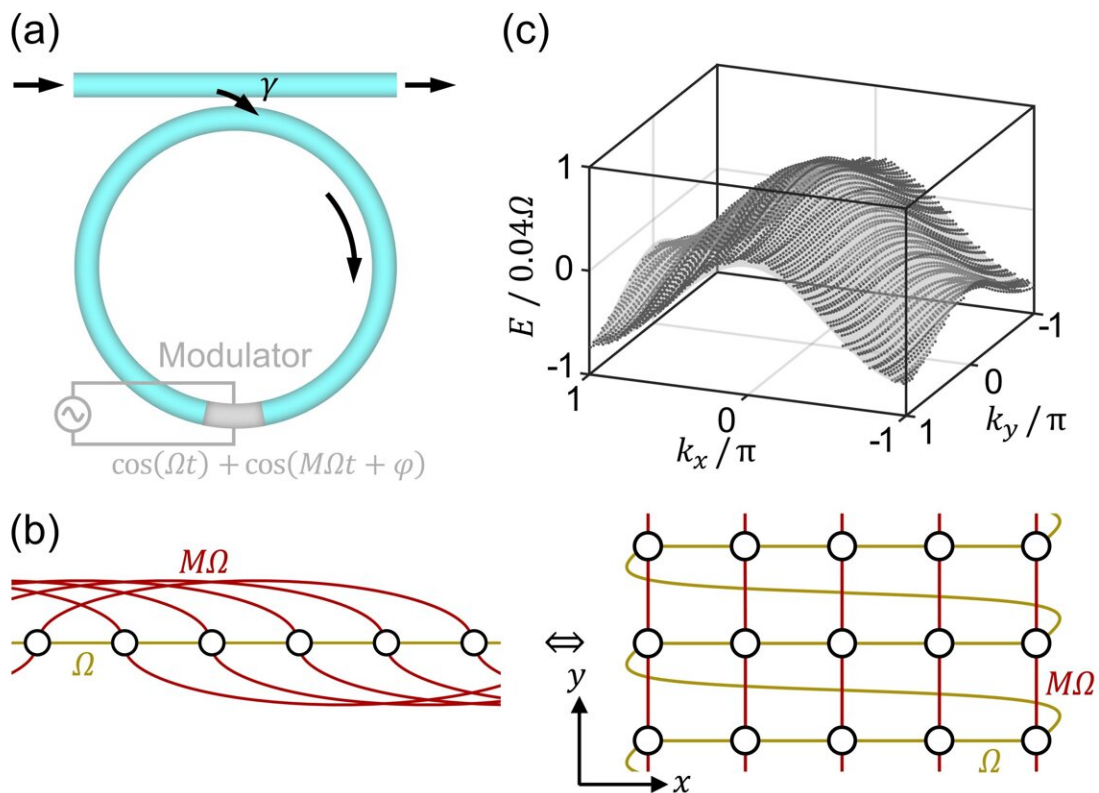 (a)
γ
Modulator
cos(Ωt) + cos(MΩt + φ)
(c)
E / 0.04Ω
1
0
-1
1
0
-1
k_x/π
1
0
-1
k_y/π
(b)
MΩ
Ω
⇔
y
x
MΩ
Ω